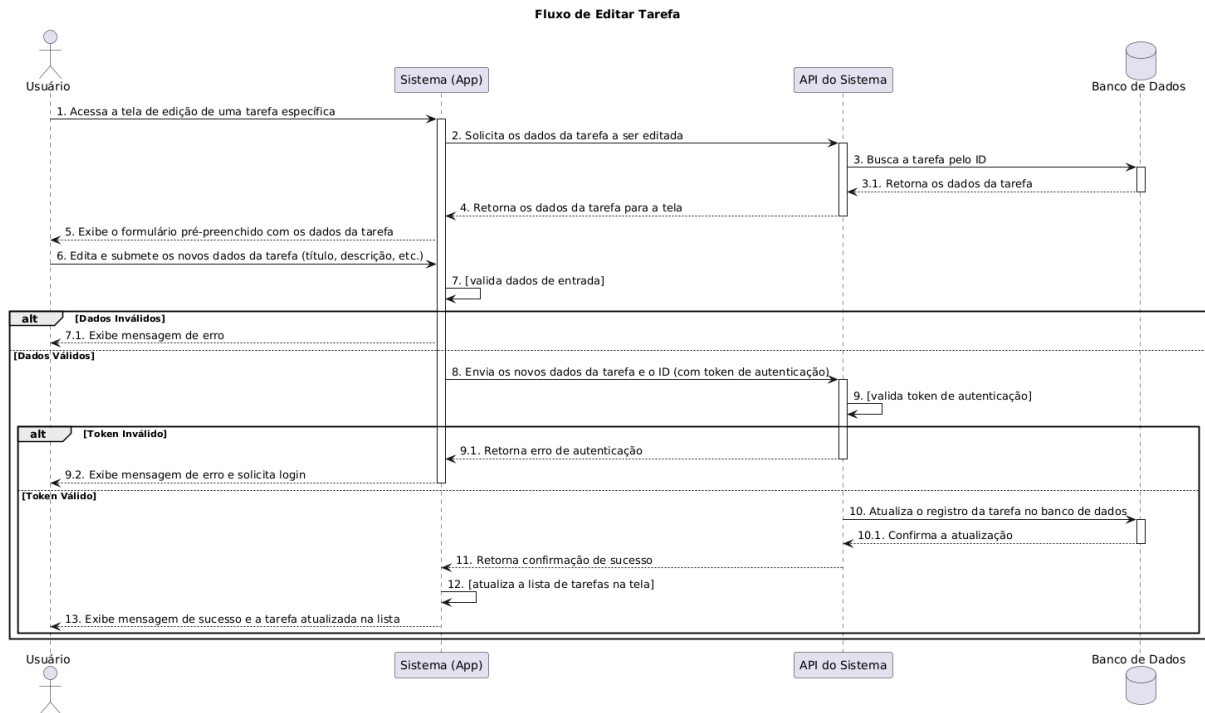 Fluxo de Editar Tarefa
Usuário
Sistema (App)
API do Sistema
Banco de Dados
1. Acessa a tela de edição de uma tarefa específica
2. Solicita os dados da tarefa a ser editada
3. Busca a tarefa pelo ID
3.1. Retorna os dados da tarefa
4. Retorna os dados da tarefa para a tela
5. Exibe o formulário pré-preenchido com os dados da tarefa
6. Edita e submete os novos dados da tarefa (título, descrição, etc.)
7. [valida dados de entrada]
alt [Dados Inválidos]
7.1. Exibe mensagem de erro
[Dados Válidos]
8. Envia os novos dados da tarefa e o ID (com token de autenticação)
9. [valida token de autenticação]
alt [Token Inválido]
9.1. Retorna erro de autenticação
9.2. Exibe mensagem de erro e solicita login
[Token Válido]
10. Atualiza o registro da tarefa no banco de dados
10.1. Confirma a atualização
11. Retorna confirmação de sucesso
12. [atualiza a lista de tarefas na tela]
13. Exibe mensagem de sucesso e a tarefa atualizada na lista
Usuário
Sistema (App)
API do Sistema
Banco de Dados